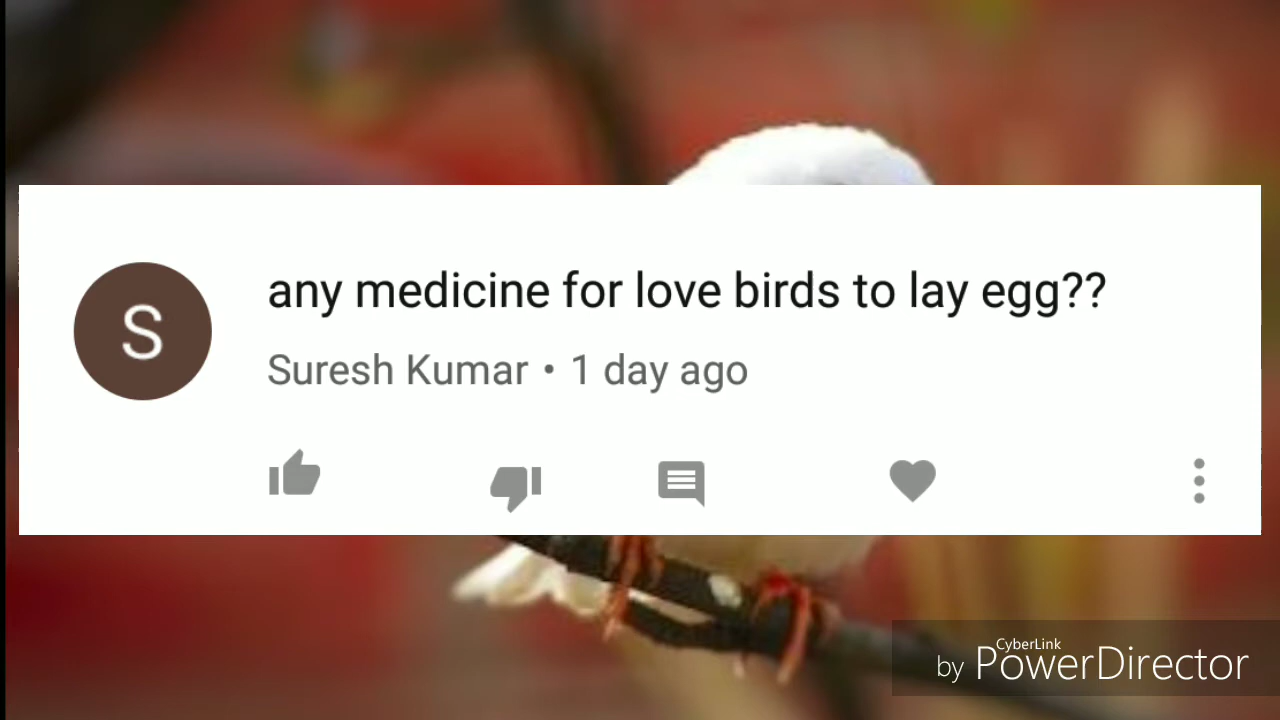 S
any medicine for love birds to lay egg??
Suresh Kumar • 1 day ago
CyberLink
by PowerDirector